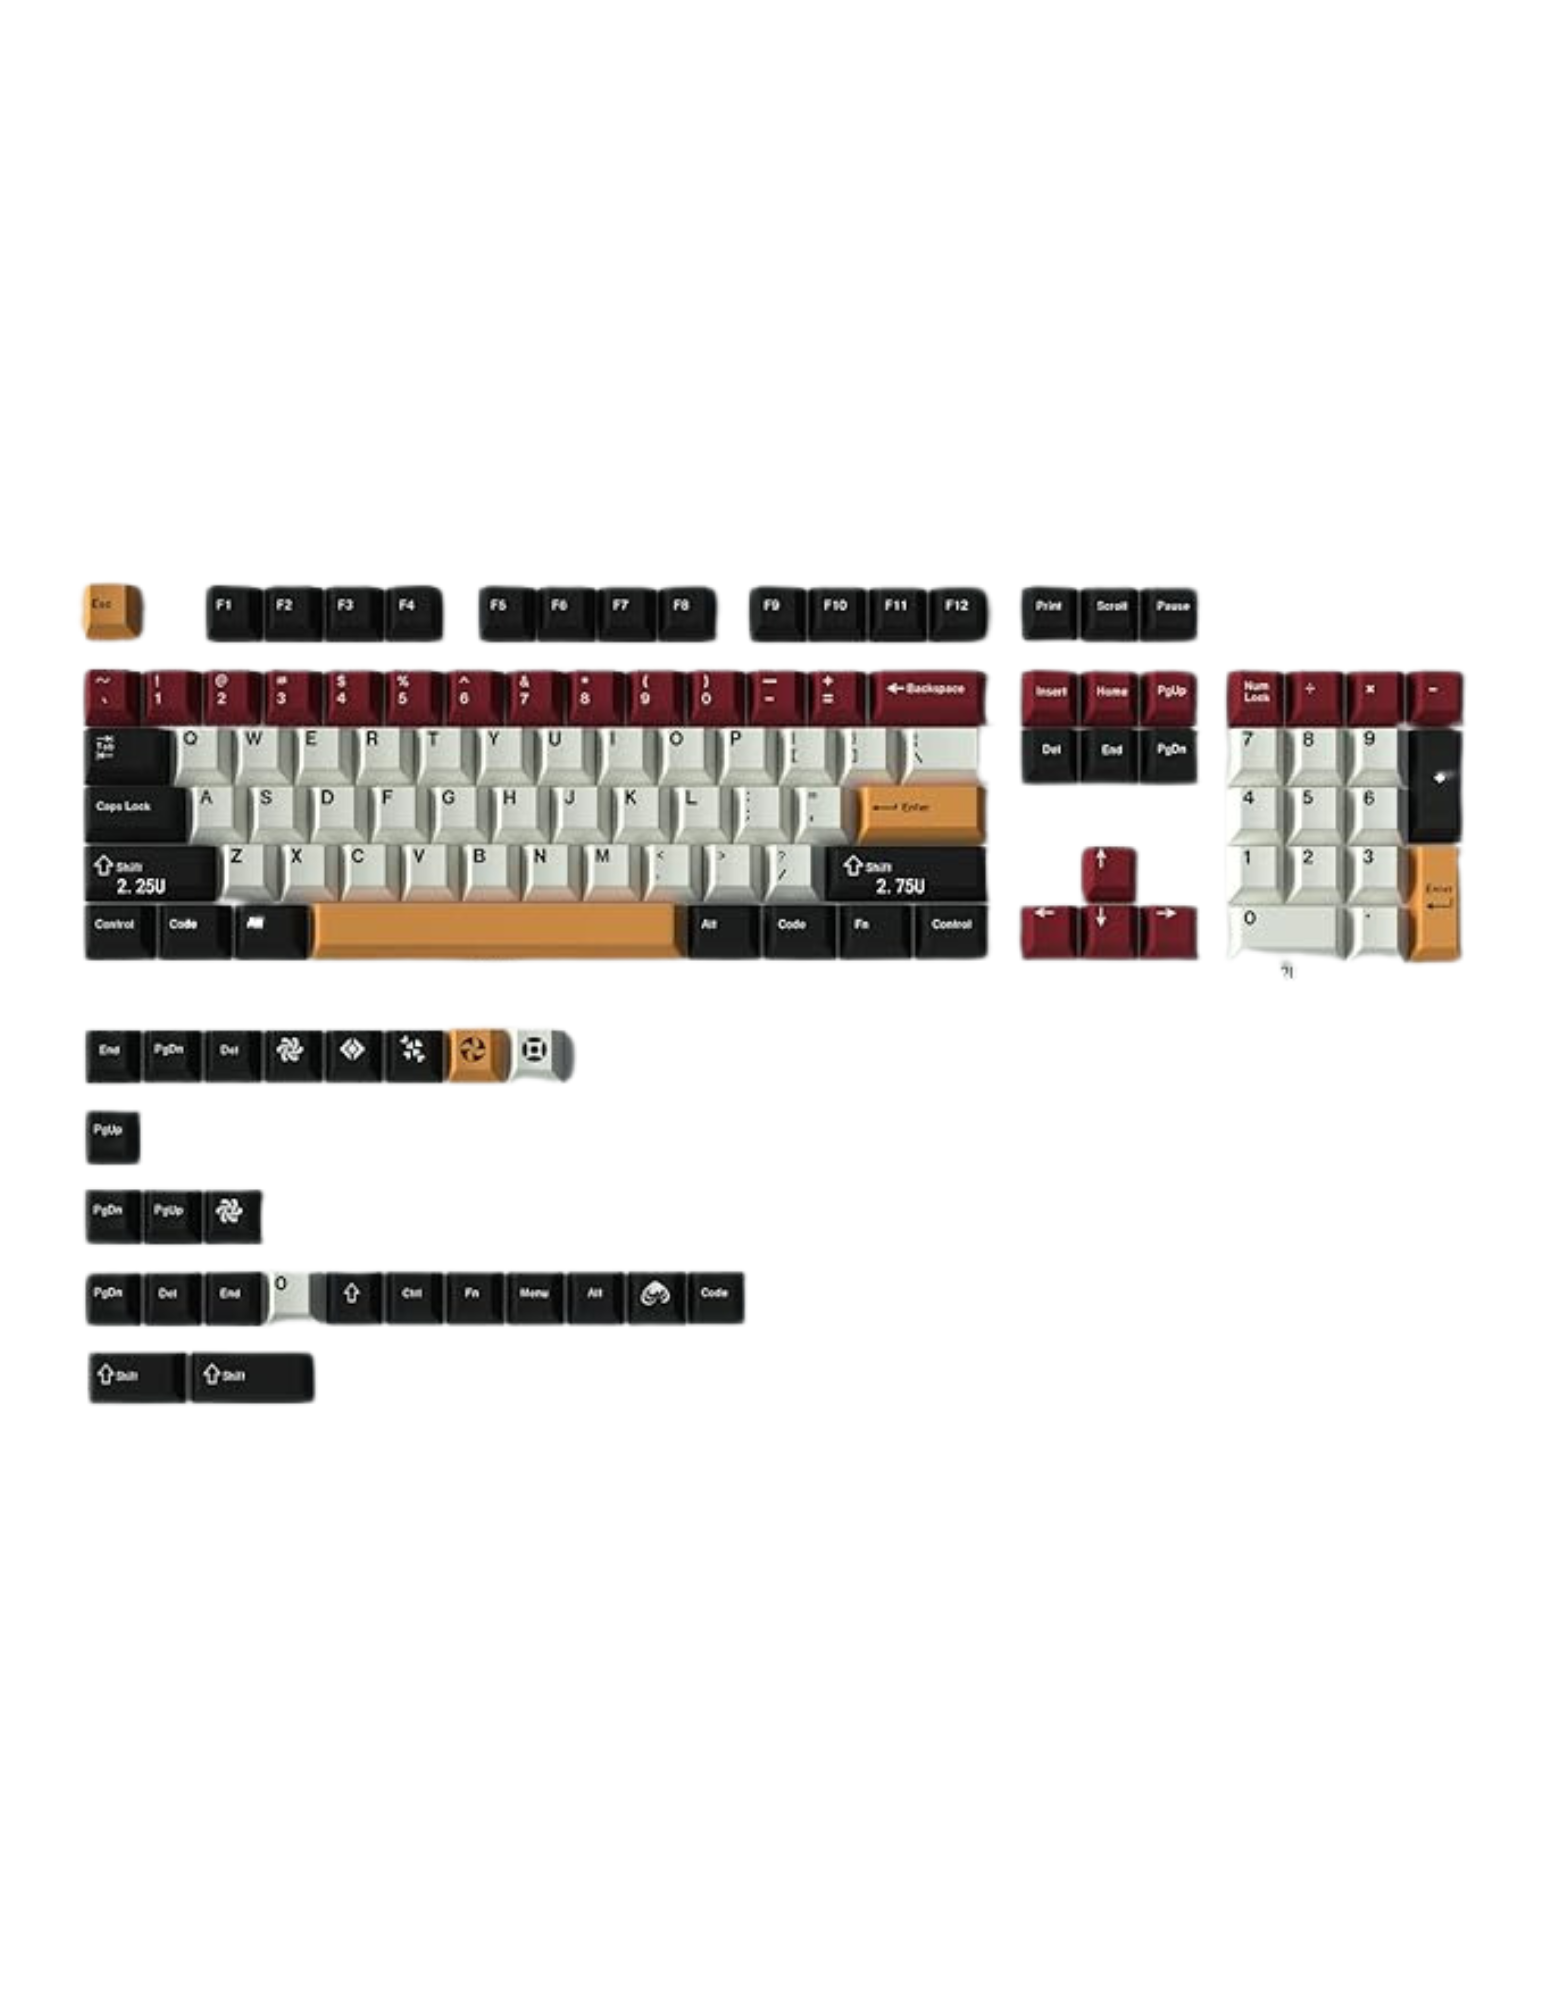 Esc F1 F2 F3 F4 F5 F6 F7 F8 F9 F10 F11 F12 Print Scroll Pause
~ ! @ # $ % ^ & * ( ) — +
` 1 2 3 4 5 6 7 8 9 0 - = ←Backspace Insert Home PgUp Num Lock ÷ × -
Tab Q W E R T Y U I O P { } |
[ ] \ Del End PgDn 7 8 9 +
Caps Lock A S D F G H J K L : "
; ' Enter 4 5 6
⇧ Shift Z X C V B N M < > ? ⇧ Shift ↑ 1 2 3 Enter
2.25U , . / 2.75U
Control Code Alt Alt Code Fn Control ← ↓ → 0 .
End PgDn Del
PgUp
PgDn PgUp
PgDn Del End 0 ⇧ Ctrl Fn Menu Alt Code
⇧ Shift ⇧ Shift